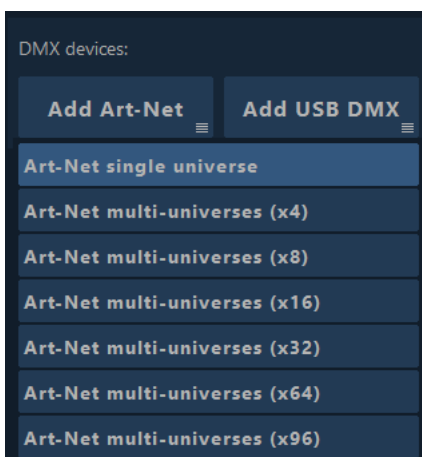 DMX devices:
Add Art-Net Add USB DMX
Art-Net single universe
Art-Net multi-universes (x4)
Art-Net multi-universes (x8)
Art-Net multi-universes (x16)
Art-Net multi-universes (x32)
Art-Net multi-universes (x64)
Art-Net multi-universes (x96)